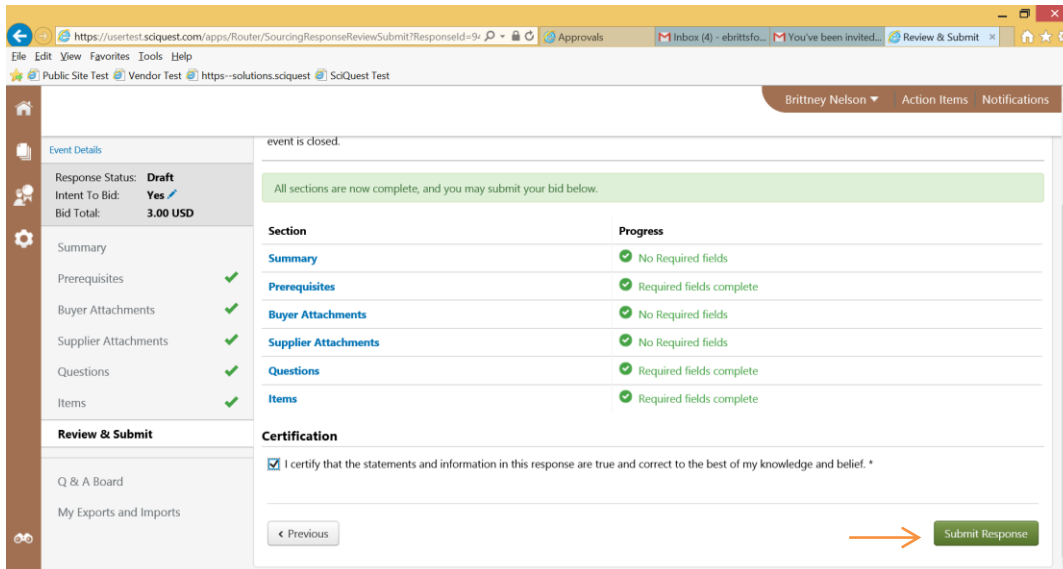 https://usertest.sciquest.com/apps/Router/SourcingResponseReviewSubmit?ResponseId=94
Approvals
Inbox (4) - ebrittsfo...
You've been invited...
Review & Submit
File Edit View Favorites Tools Help
Public Site Test Vendor Test https--solutions.sciquest SciQuest Test
Brittney Nelson Action Items Notifications
Event Details
Response Status: Draft
Intent To Bid: Yes
Bid Total: 3.00 USD
Summary
Prerequisites
Buyer Attachments
Supplier Attachments
Questions
Items
Review & Submit
Q & A Board
My Exports and Imports
event is closed.
All sections are now complete, and you may submit your bid below.
Section Progress
Summary No Required fields
Prerequisites Required fields complete
Buyer Attachments No Required fields
Supplier Attachments No Required fields
Questions Required fields complete
Items Required fields complete
Certification
I certify that the statements and information in this response are true and correct to the best of my knowledge and belief. *
Previous
Submit Response